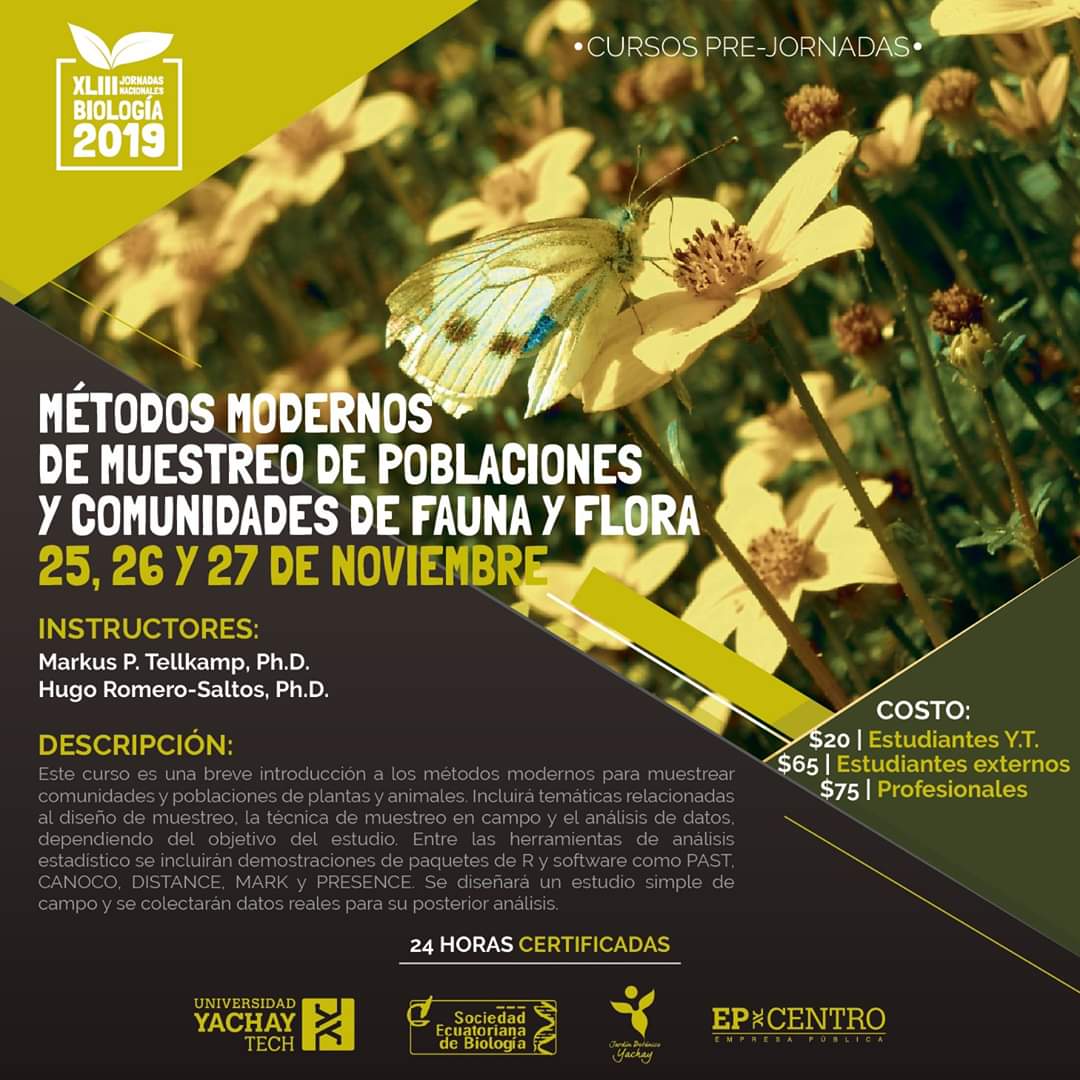 XLIII JORNADAS NACIONALES
BIOLOGÍA
2019
•CURSOS PRE-JORNADAS•
MÉTODOS MODERNOS
DE MUESTREO DE POBLACIONES
Y COMUNIDADES DE FAUNA Y FLORA
25, 26 Y 27 DE NOVIEMBRE
INSTRUCTORES:
Markus P. Tellkamp, Ph.D.
Hugo Romero-Saltos, Ph.D.
DESCRIPCIÓN:
Este curso es una breve introducción a los métodos modernos para muestrear
comunidades y poblaciones de plantas y animales. Incluirá temáticas relacionadas
al diseño de muestreo, la técnica de muestreo en campo y el análisis de datos,
dependiendo del objetivo del estudio. Entre las herramientas de análisis
estadístico se incluirán demostraciones de paquetes de R y software como PAST,
CANOCO, DISTANCE, MARK y PRESENCE. Se diseñará un estudio simple de
campo y se colectarán datos reales para su posterior análisis.
COSTO:
$20 | Estudiantes Y.T.
$65 | Estudiantes externos
$75 | Profesionales
24 HORAS CERTIFICADAS
UNIVERSIDAD
YACHAY
TECH
Sociedad
Ecuatoriana
de Biología
Jardín Botánico
Yachay
EP CENTRO
EMPRESA PÚBLICA